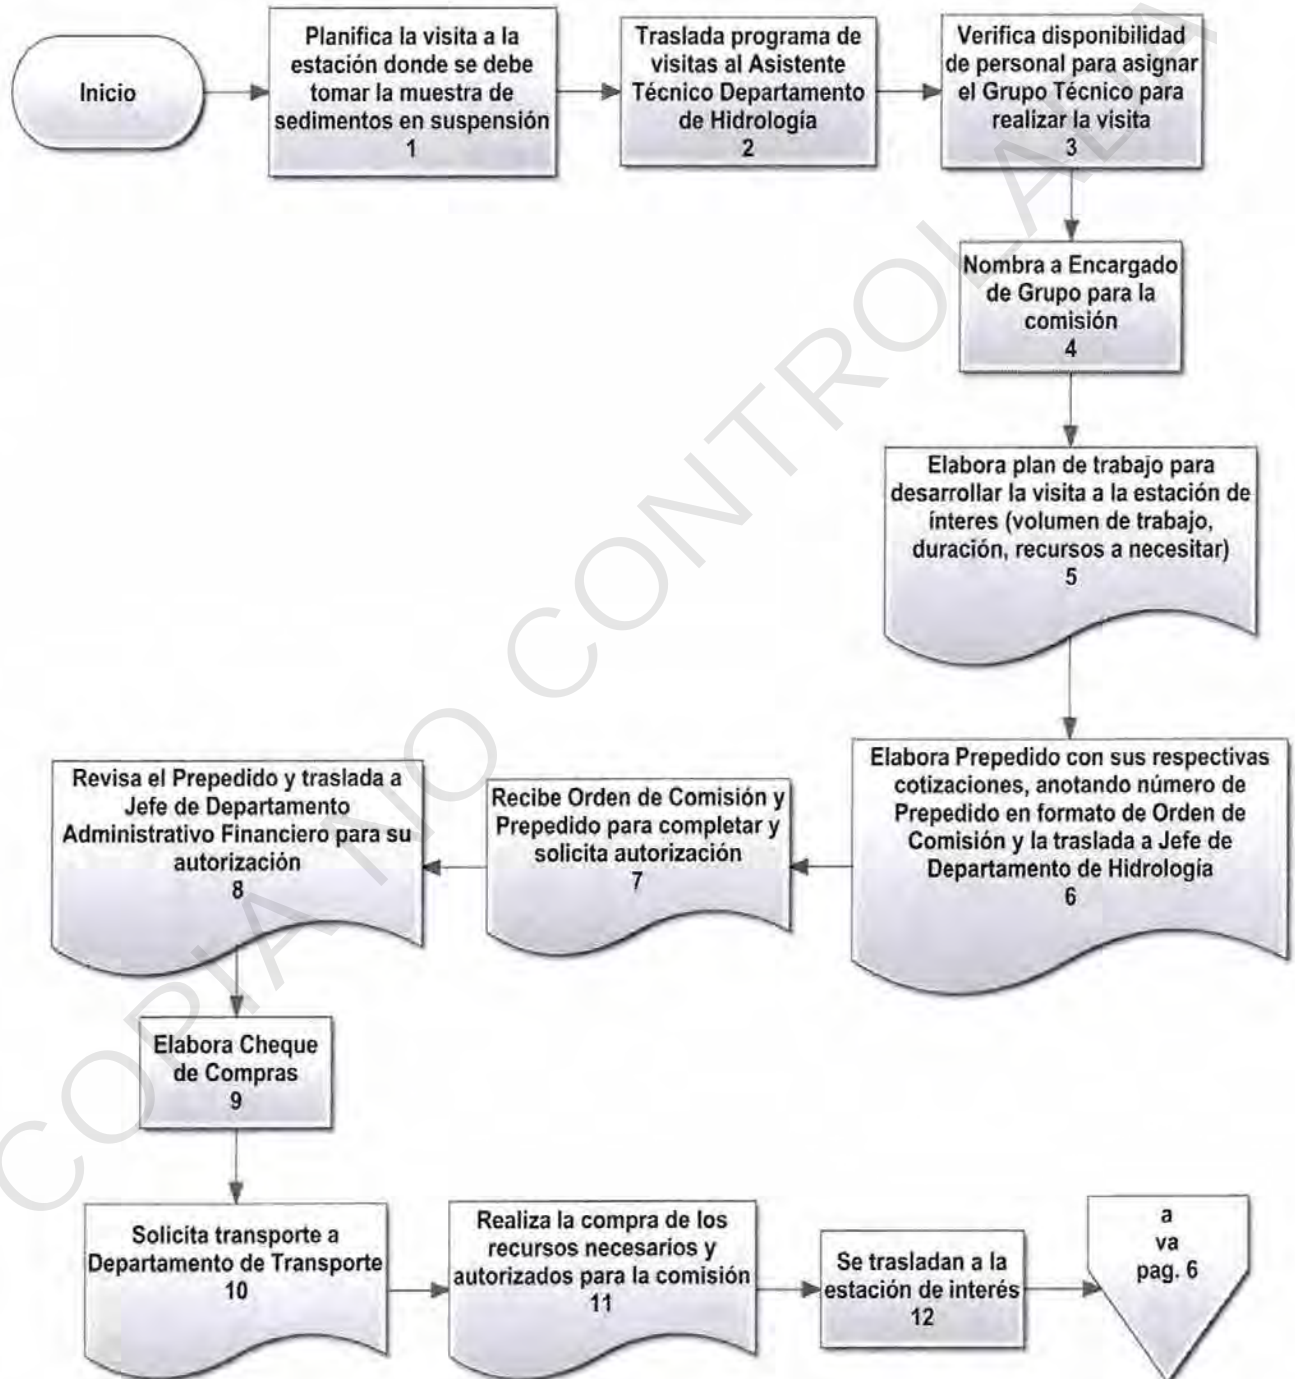 Inicio
Planifica la visita a la
estación donde se debe
tomar la muestra de
sedimentos en suspensión
1
Traslada programa de
visitas al Asistente
Técnico Departamento
de Hidrología
2
Verifica disponibilidad
de personal para asignar
el Grupo Técnico para
realizar la visita
3
Nombra a Encargado
de Grupo para la
comisión
4
Elabora plan de trabajo para
desarrollar la visita a la estación de
ínteres (volumen de trabajo,
duración, recursos a necesitar)
5
Elabora Prepedido con sus respectivas
cotizaciones, anotando número de
Prepedido en formato de Orden de
Comisión y la traslada a Jefe de
Departamento de Hidrología
6
Recibe Orden de Comisión y
Prepedido para completar y
solicita autorización
7
Revisa el Prepedido y traslada a
Jefe de Departamento
Administrativo Financiero para su
autorización
8
Elabora Cheque
de Compras
9
Solicita transporte a
Departamento de Transporte
10
Realiza la compra de los
recursos necesarios y
autorizados para la comisión
11
Se trasladan a la
estación de interés
12
a
va
pag. 6
COPIA NO CONTROLADA